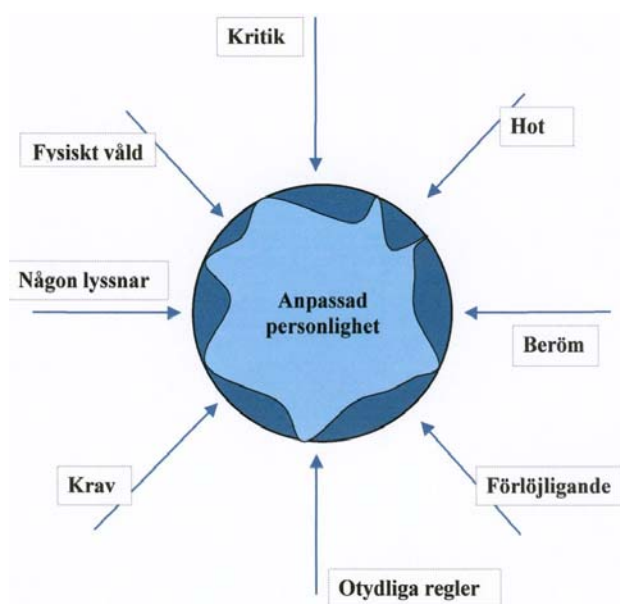 Kritik
Hot
Fysiskt våld
Någon lyssnar
Anpassad
personlighet
Beröm
Krav
Förlöjligande
Otydliga regler